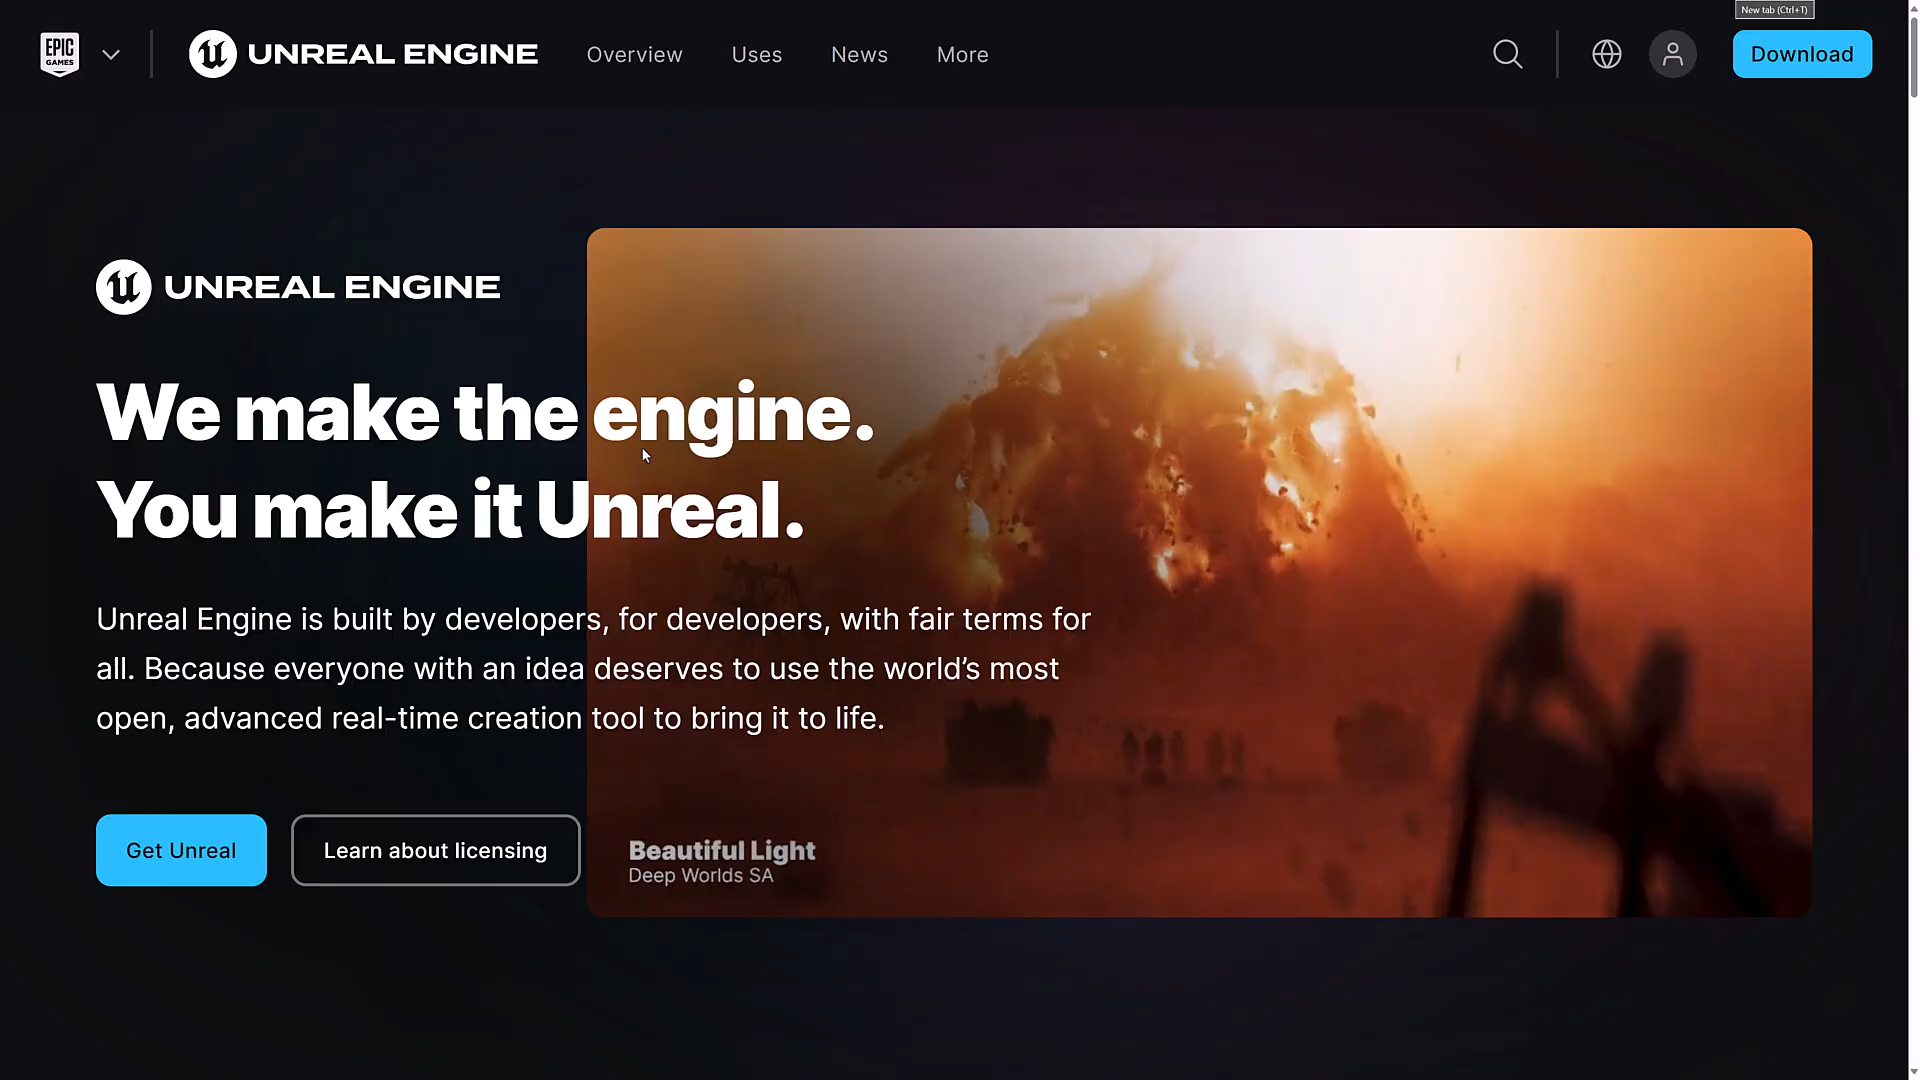 New tab (Ctrl+T)
EPIC GAMES
UNREAL ENGINE
Overview
Uses
News
More
Download
UNREAL ENGINE
We make the engine.
You make it Unreal.
Unreal Engine is built by developers, for developers, with fair terms for
all. Because everyone with an idea deserves to use the world’s most
open, advanced real-time creation tool to bring it to life.
Get Unreal
Learn about licensing
Beautiful Light
Deep Worlds SA